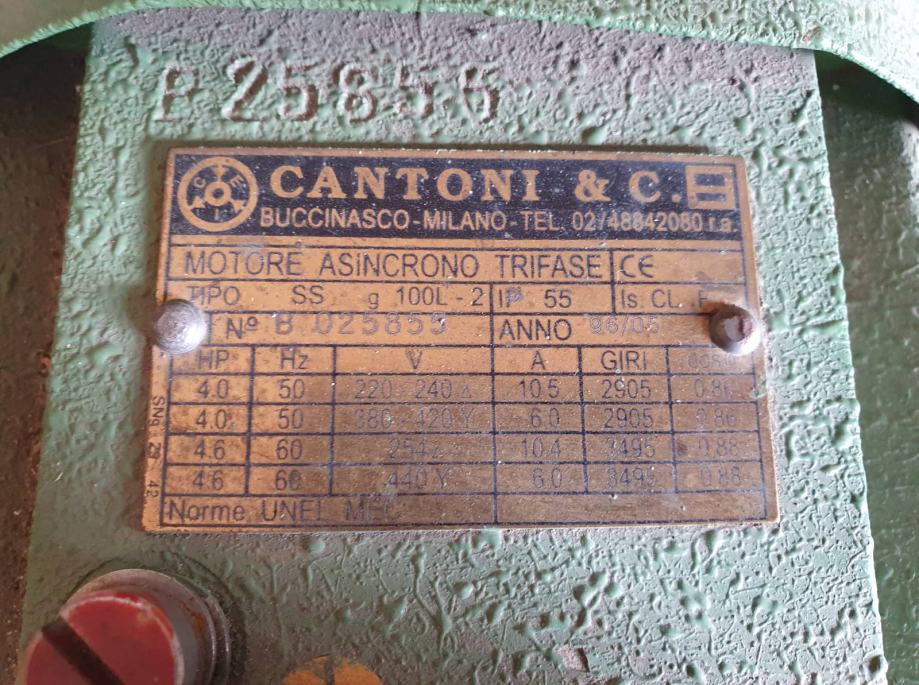 P 25856
CANTONI & C.
BUCCINASCO-MILANO-TEL 02/48842080 r.a.
MOTORE ASINCRONO TRIFASE CE
TIPO SS g 100L-2 IP 55 Is. CL. F
Nº B 025855 ANNO 96/05
HP Hz V A GIRI
4.0 50 220-240 Δ 10.5 2905 0.86
4.0 50 380-420 Y 6.0 2905 0.86
4.6 60 254 Δ 10.4 3495 0.88
4.6 60 440 Y 6.0 3495 0.88
Norme UNEL MEC